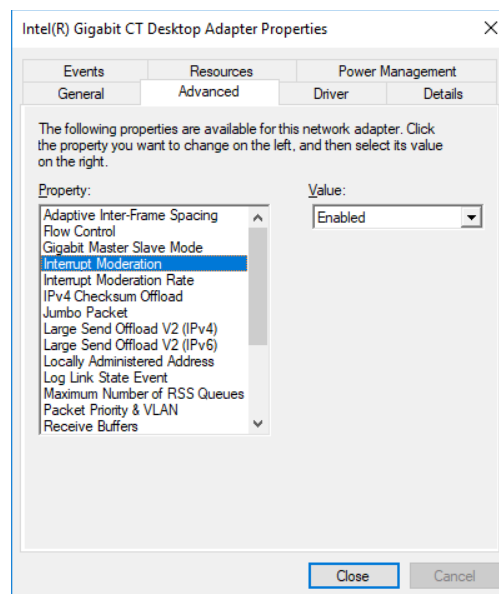 Intel(R) Gigabit CT Desktop Adapter Properties
Events
Resources
Power Management
General
Advanced
Driver
Details
The following properties are available for this network adapter. Click
the property you want to change on the left, and then select its value
on the right.
Property:
Value:
Adaptive Inter-Frame Spacing
Flow Control
Gigabit Master Slave Mode
Interrupt Moderation
Interrupt Moderation Rate
IPv4 Checksum Offload
Jumbo Packet
Large Send Offload V2 (IPv4)
Large Send Offload V2 (IPv6)
Locally Administered Address
Log Link State Event
Maximum Number of RSS Queues
Packet Priority & VLAN
Receive Buffers
Enabled
Close
Cancel